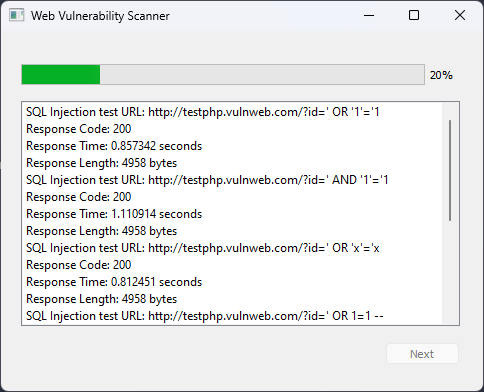 Web Vulnerability Scanner
20%
SQL Injection test URL: http://testphp.vulnweb.com/?id=' OR '1'='1
Response Code: 200
Response Time: 0.857342 seconds
Response Length: 4958 bytes
SQL Injection test URL: http://testphp.vulnweb.com/?id=' AND '1'='1
Response Code: 200
Response Time: 1.110914 seconds
Response Length: 4958 bytes
SQL Injection test URL: http://testphp.vulnweb.com/?id=' OR 'x'='x
Response Code: 200
Response Time: 0.812451 seconds
Response Length: 4958 bytes
SQL Injection test URL: http://testphp.vulnweb.com/?id=' OR 1=1 --
Next